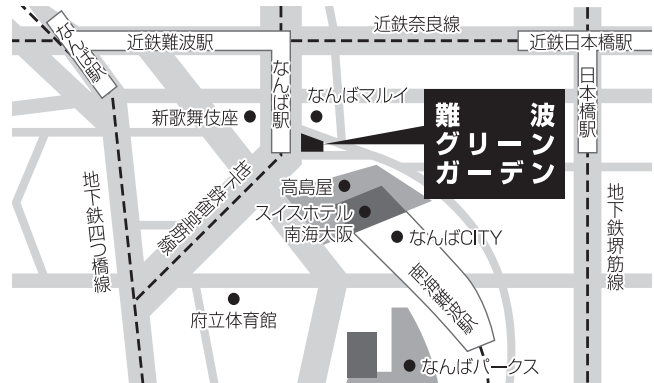 近鉄奈良線
なんば駅
近鉄難波駅
近鉄日本橋駅
なんば駅
日本橋駅
新歌舞伎座
なんばマルイ
難波
グリーン
ガーデン
地下鉄御堂筋線
高島屋
スイスホテル
南海大阪
なんばCITY
地下鉄四つ橋線
地下鉄堺筋線
南海難波駅
府立体育館
なんばパークス